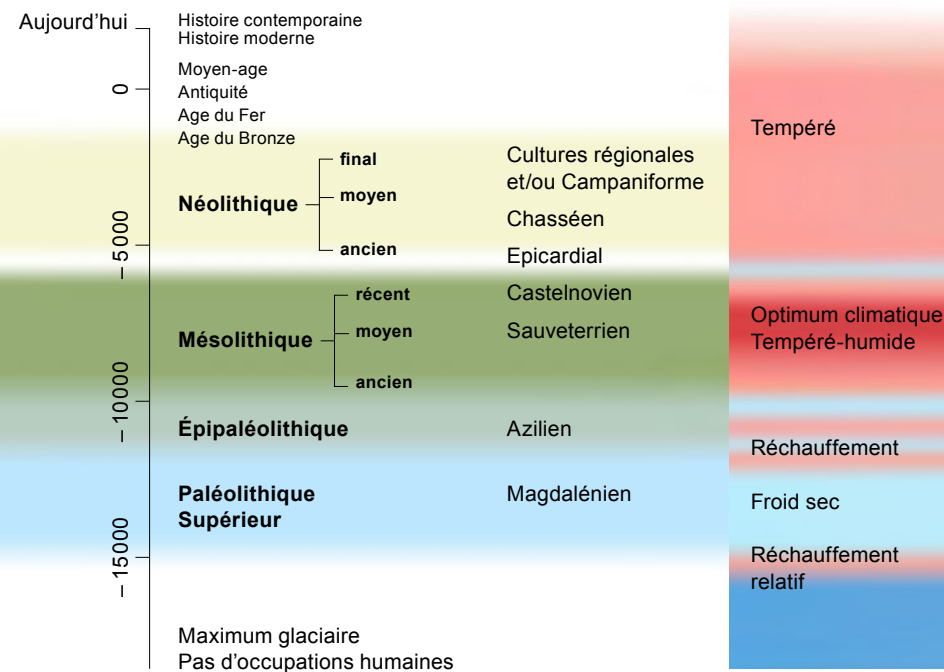 Aujourd'hui
Histoire contemporaine
Histoire moderne
Moyen-age
0
Antiquité
Age du Fer
Age du Bronze
Tempéré
final
Cultures régionales
et/ou Campaniforme
moyen
Néolithique
Chasséen
– 5 000
ancien
Epicardial
récent
Castelnovien
Optimum climatique
Tempéré-humide
moyen
Sauveterrien
Mésolithique
ancien
– 10000
Épipaléolithique
Azilien
Réchauffement
Paléolithique
Supérieur
Magdalénien
Froid sec
– 15000
Réchauffement
relatif
Maximum glaciaire
Pas d'occupations humaines